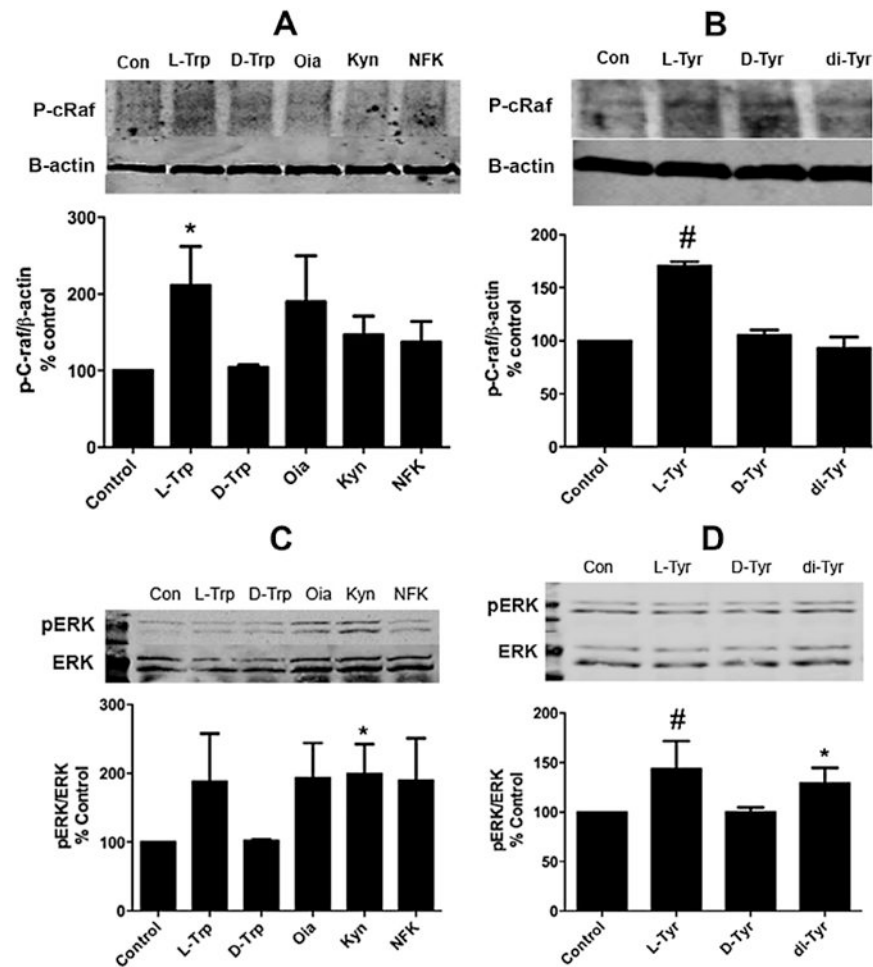 A
Con L-Trp D-Trp Oia Kyn NFK
P-cRaf
B-actin
300
200
100
0
p-C-raf/β-actin
% control
*
Control L-Trp D-Trp Oia Kyn NFK
B
Con L-Tyr D-Tyr di-Tyr
P-cRaf
B-actin
200
150
100
50
0
p-C-raf/β-actin
% control
#
Control L-Tyr D-Tyr di-Tyr
C
Con L-Trp D-Trp Oia Kyn NFK
pERK
ERK
300
200
100
0
pERK/ERK
% Control
*
Control L-Trp D-Trp Oia Kyn NFK
D
Con L-Tyr D-Tyr di-Tyr
pERK
ERK
200
150
100
50
0
pERK/ERK
% Control
# *
Control L-Tyr D-Tyr di-Tyr